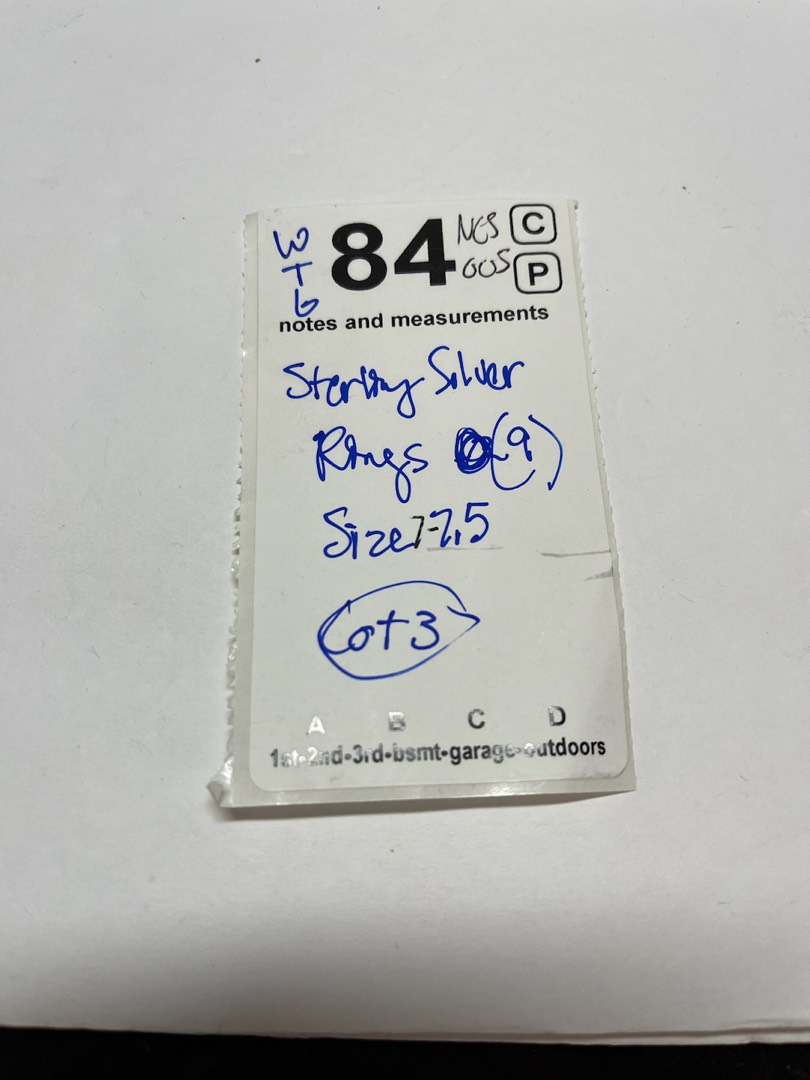 W 84 NCS C
T OOS P
G
notes and measurements
Sterling Silver
Rings (9)
Size 7-7.5
Lot 3
A B C D
1st-2nd-3rd-bsmt-garage-outdoors